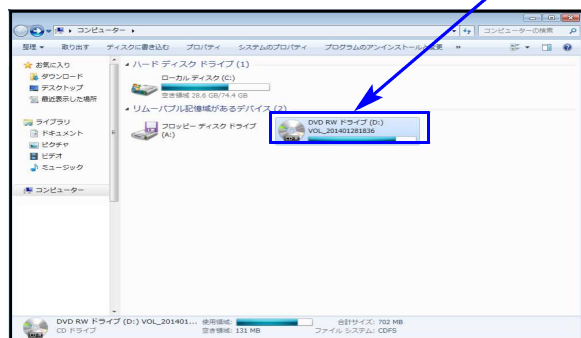 コンピューター
コンピューターの検索
整理
取り出す
ディスクに書き込む
プロパティ
システムのプロパティ
プログラムのアンインストールと変更
»
お気に入り
ダウンロード
デスクトップ
最近表示した場所
ライブラリ
ドキュメント
ピクチャ
ビデオ
ミュージック
コンピューター
ハード ディスク ドライブ (1)
ローカル ディスク (C:)
空き領域 28.6 GB/74.4 GB
リムーバブル記憶域があるデバイス (2)
フロッピー ディスク ドライブ
(A:)
DVD RW ドライブ (D:)
VOL_201401281836
DVD RW ドライブ (D:) VOL_201401... 使用領域: 合計サイズ: 702 MB
CD ドライブ 空き領域: 131 MB ファイル システム: CDFS